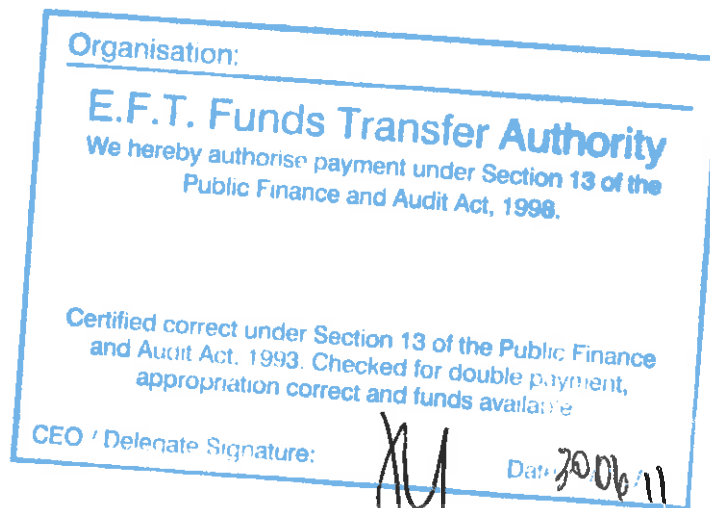 Organisation:
E.F.T. Funds Transfer Authority
We hereby authorise payment under Section 13 of the
Public Finance and Audit Act, 1998.
Certified correct under Section 13 of the Public Finance
and Audit Act. 1993. Checked for double payment,
appropriation correct and funds available
CEO / Delegate Signature:
Date 30/06/11